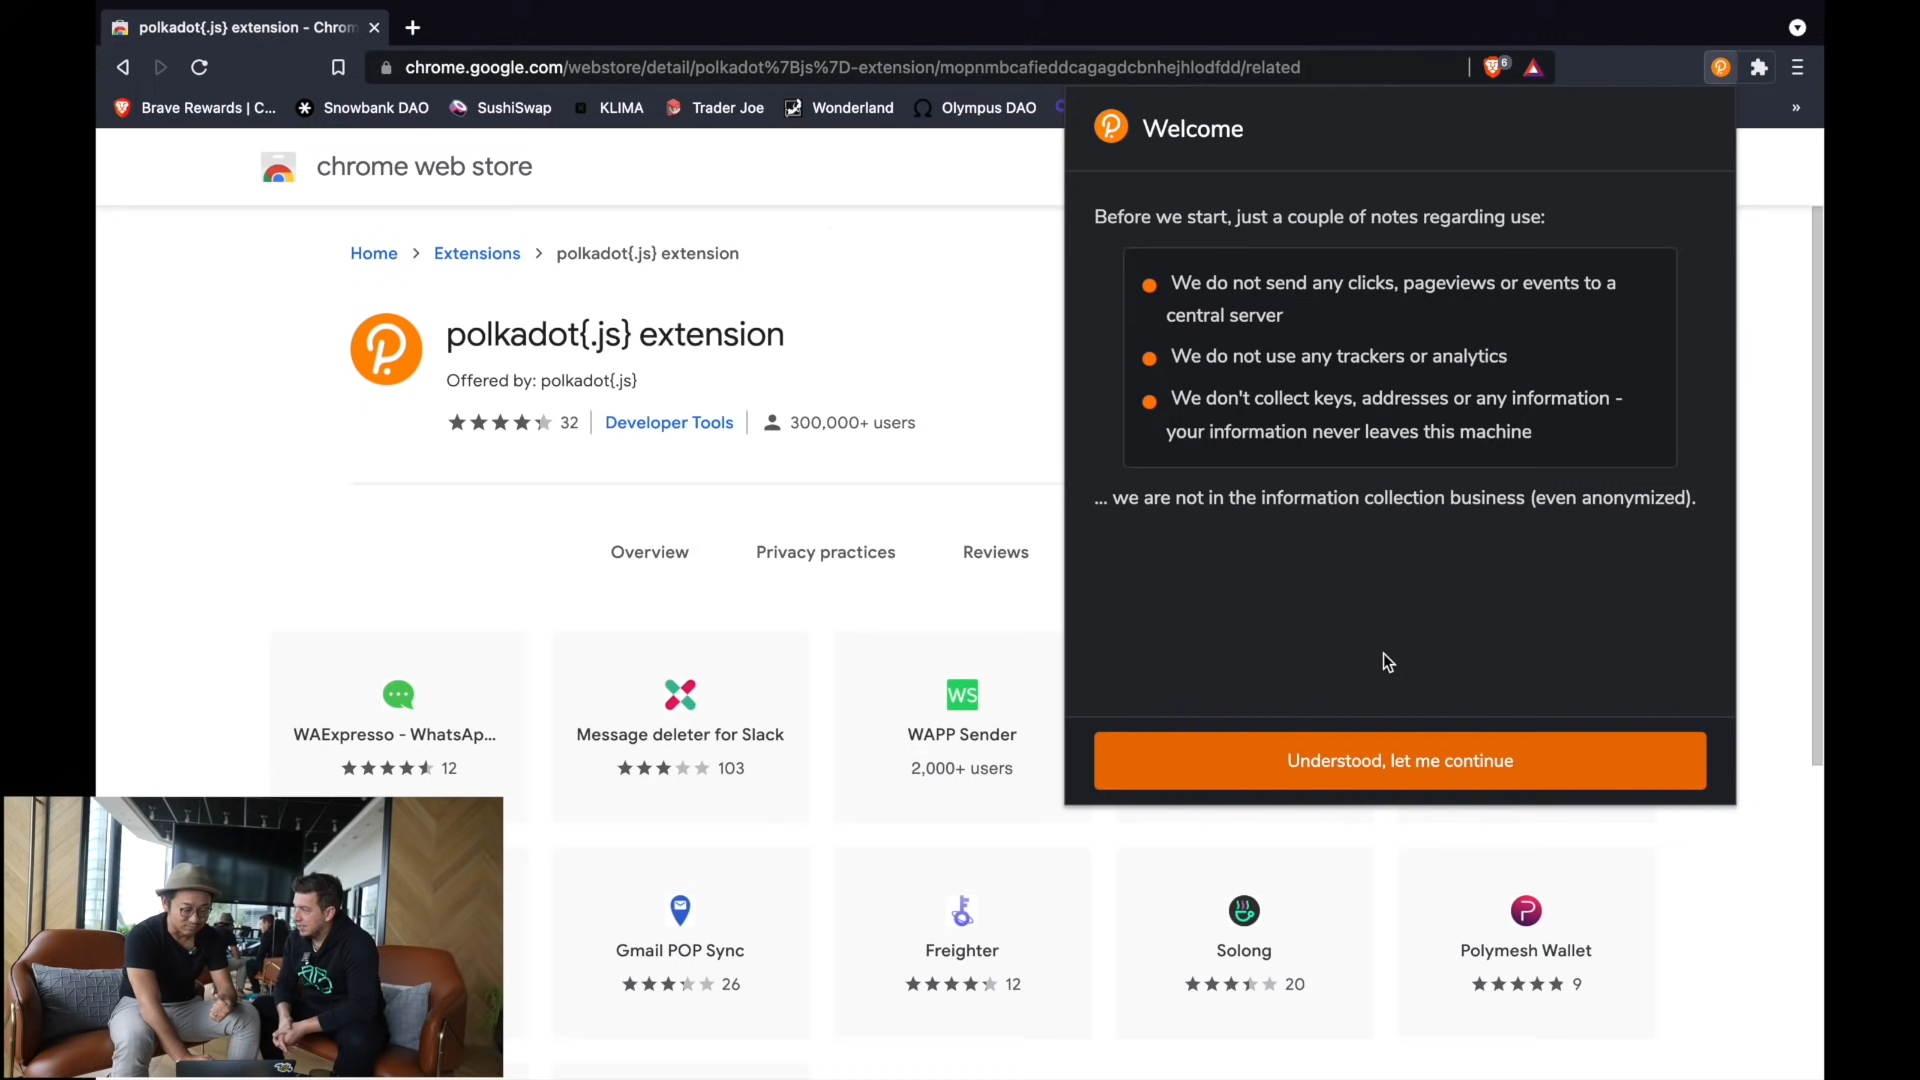 polkadot{.js} extension - Chrom
chrome.google.com/webstore/detail/polkadot%7Bjs%7D-extension/mopnmbcafieddcagagdcbnhejhlodfdd/related
6
Brave Rewards | C...
Snowbank DAO
SushiSwap
KLIMA
Trader Joe
Wonderland
Olympus DAO
»
chrome web store
Home > Extensions > polkadot{.js} extension
polkadot{.js} extension
Offered by: polkadot{.js}
32
Developer Tools
300,000+ users
Overview
Privacy practices
Reviews
WAExpresso - WhatsAp...
12
Message deleter for Slack
103
WS
WAPP Sender
2,000+ users
Gmail POP Sync
26
Freighter
12
Solong
20
Polymesh Wallet
9
Welcome
Before we start, just a couple of notes regarding use:
We do not send any clicks, pageviews or events to a
central server
We do not use any trackers or analytics
We don't collect keys, addresses or any information -
your information never leaves this machine
... we are not in the information collection business (even anonymized).
Understood, let me continue